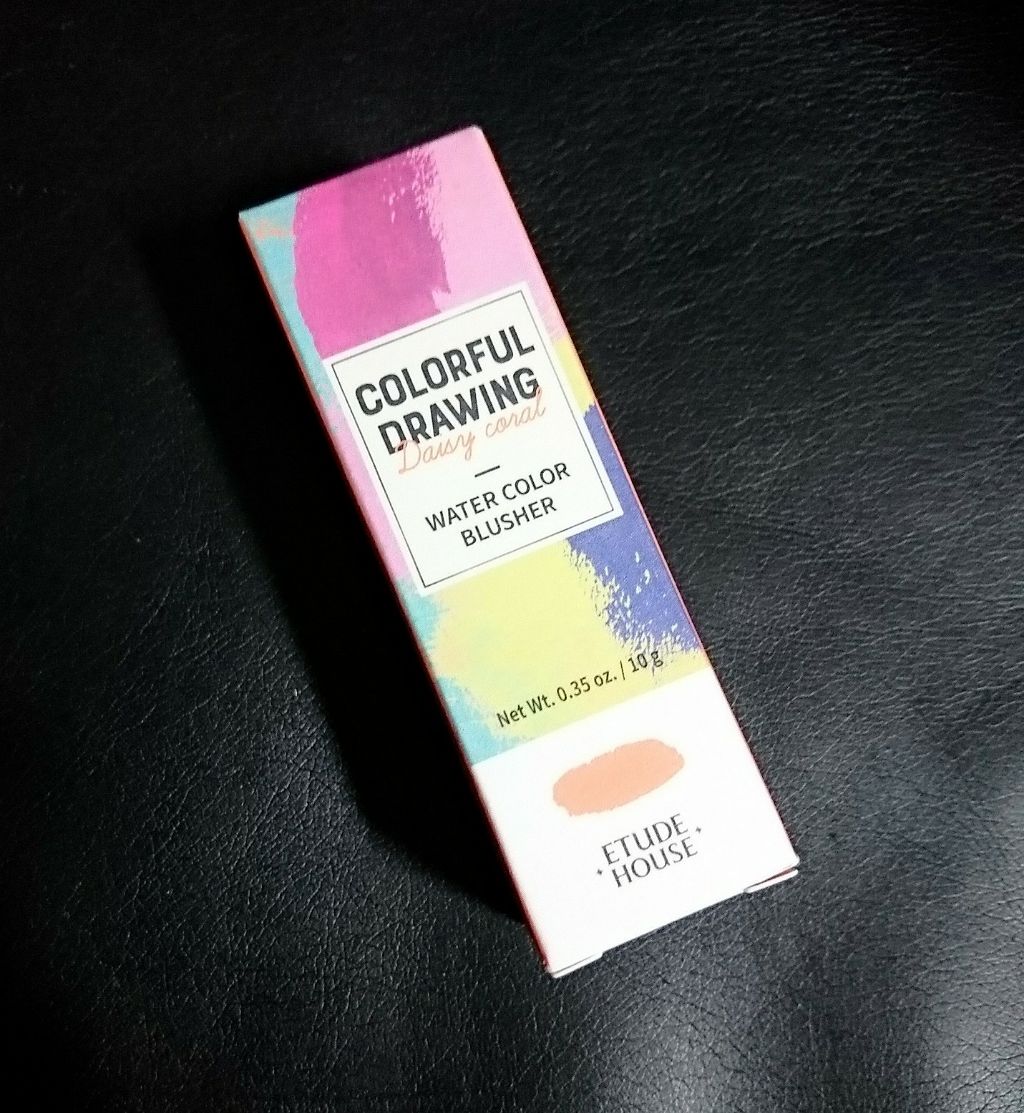 COLORFUL
DRAWING
Daisy coral
WATER COLOR
BLUSHER
Net Wt. 0.35 oz. / 10 g
ETUDE
HOUSE